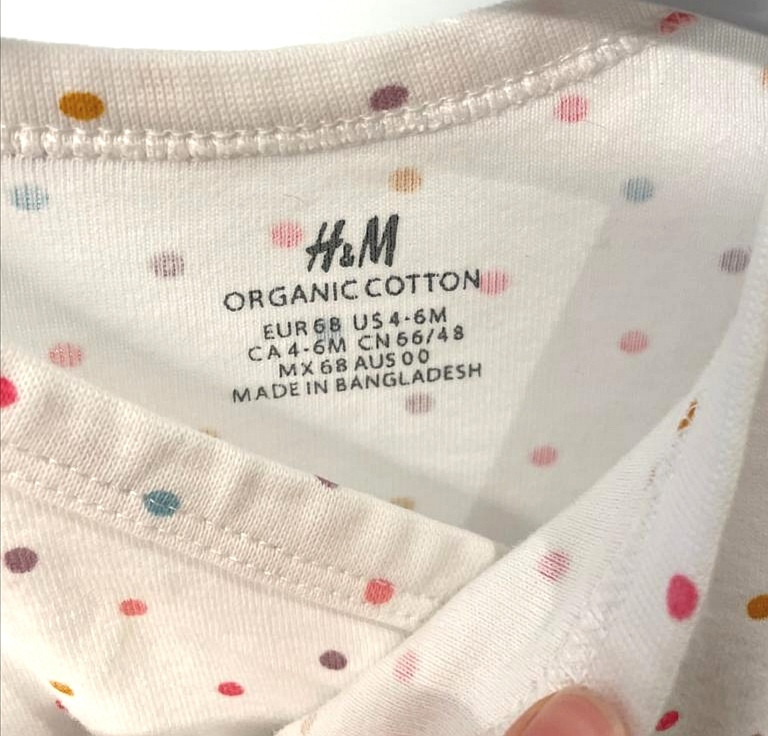 H&M
ORGANIC COTTON
EUR 68 US 4-6M
CA 4-6M CN 66/48
MX 68 AUS 00
MADE IN BANGLADESH